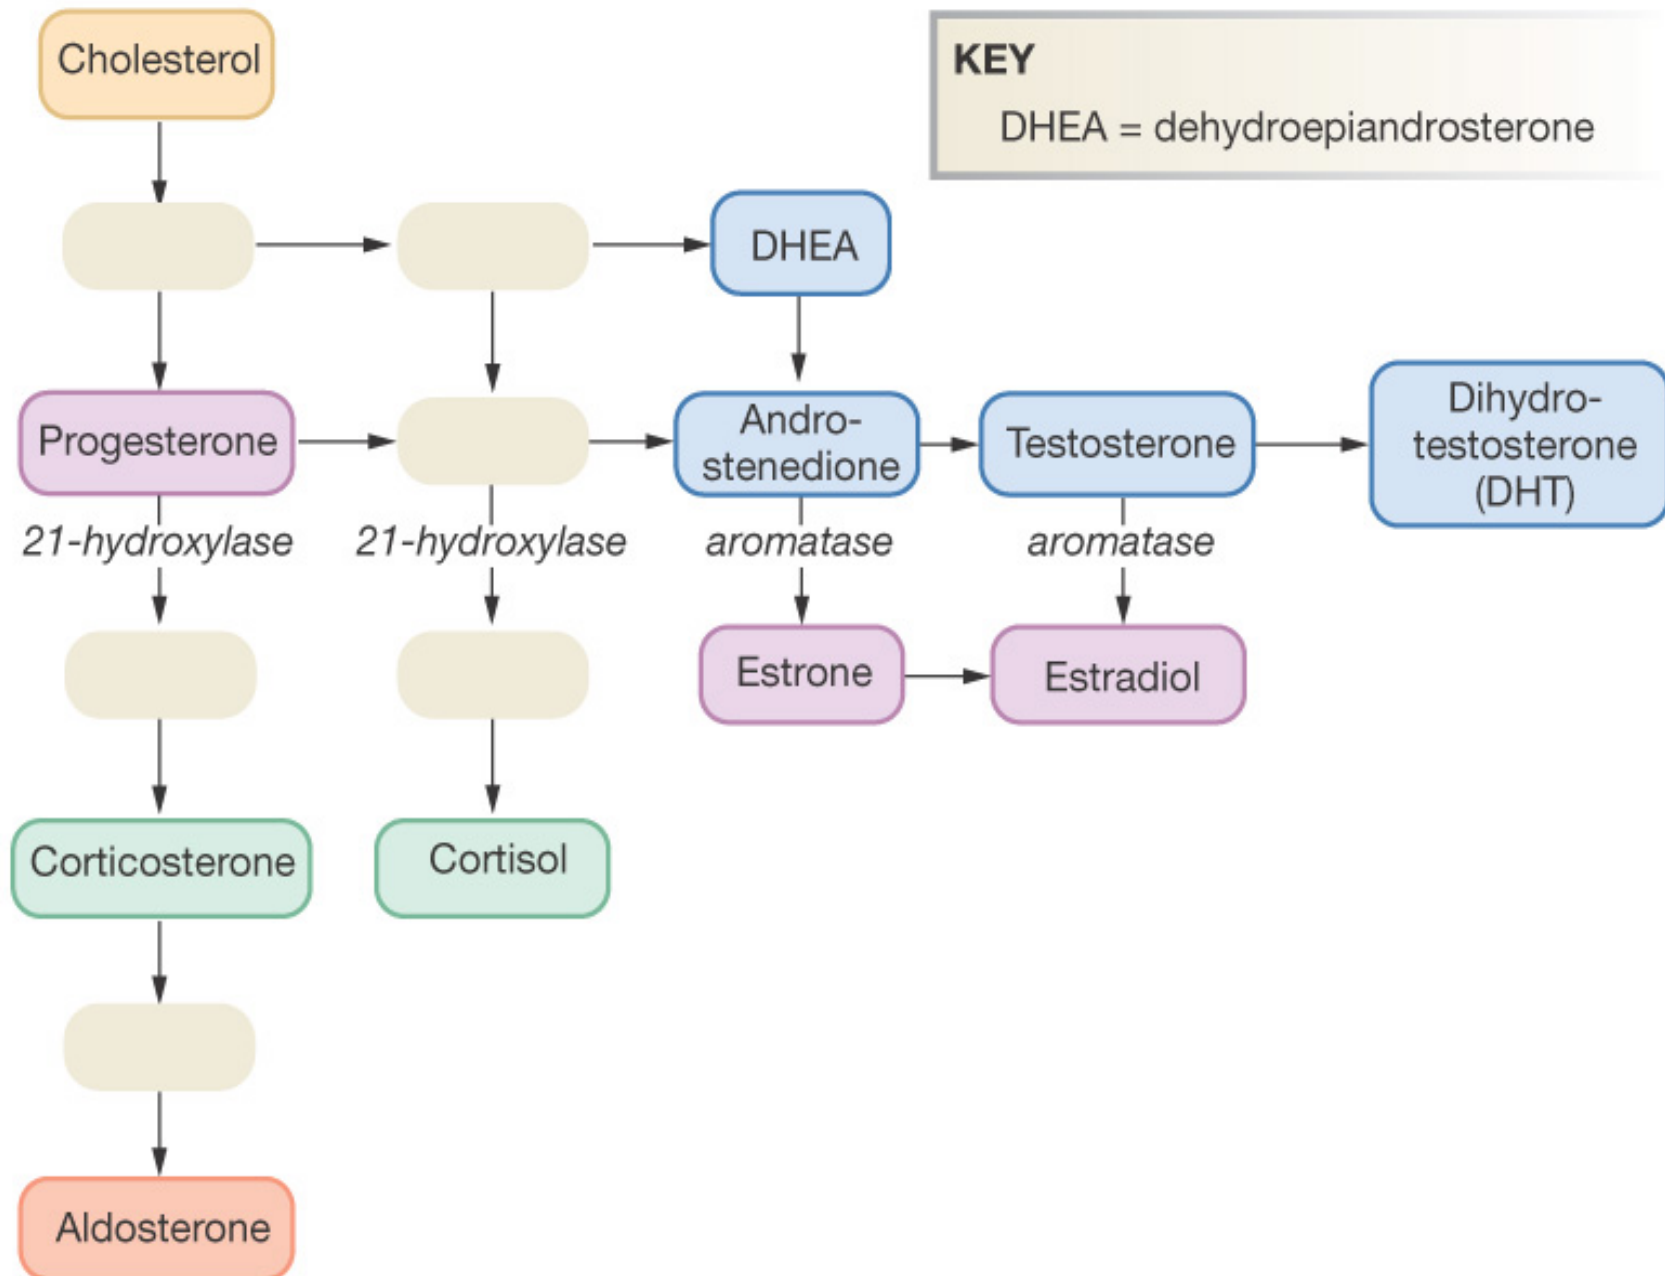 Cholesterol
KEY
DHEA = dehydroepiandrosterone
DHEA
Progesterone
Andro-
stenedione
Testosterone
Dihydro-
testosterone
(DHT)
21-hydroxylase
21-hydroxylase
aromatase
aromatase
Estrone
Estradiol
Corticosterone
Cortisol
Aldosterone